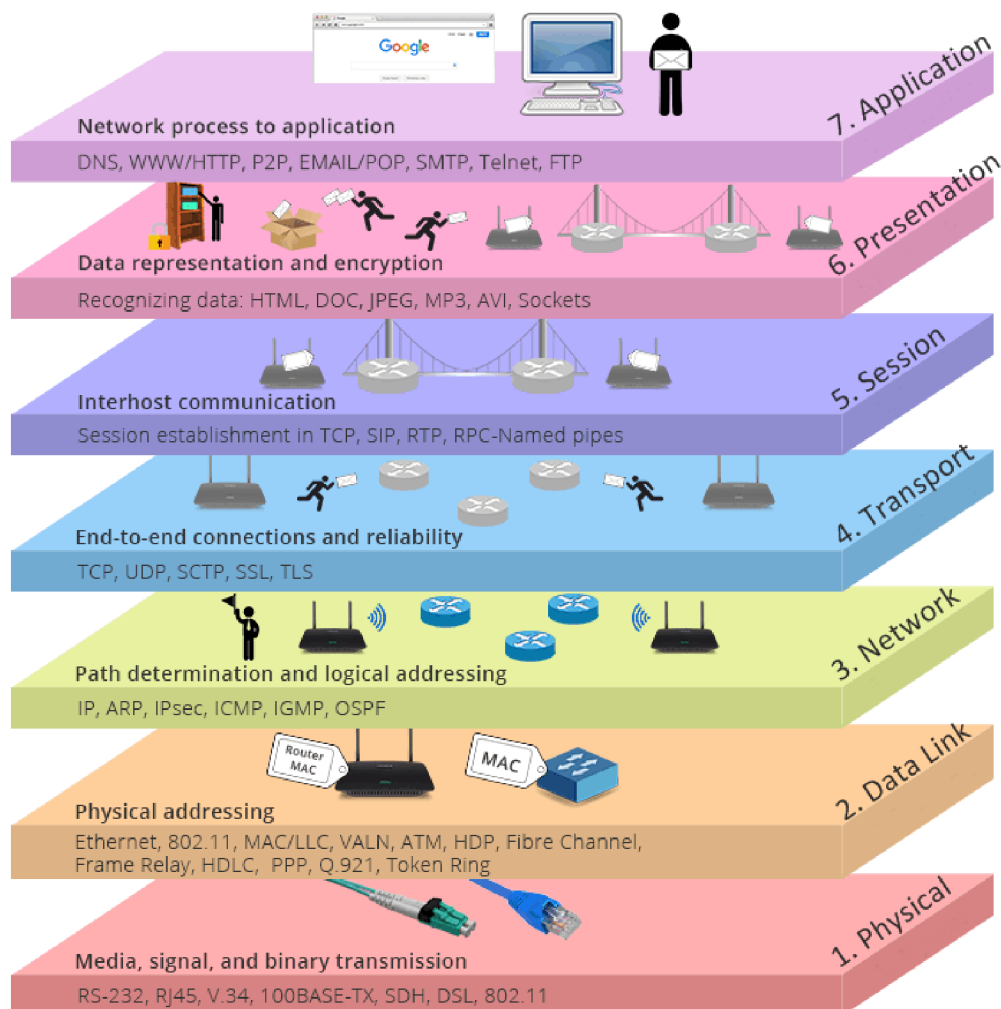 Google
7. Application
Network process to application
DNS, WWW/HTTP, P2P, EMAIL/POP, SMTP, Telnet, FTP
6. Presentation
Data representation and encryption
Recognizing data: HTML, DOC, JPEG, MP3, AVI, Sockets
5. Session
Interhost communication
Session establishment in TCP, SIP, RTP, RPC-Named pipes
4. Transport
End-to-end connections and reliability
TCP, UDP, SCTP, SSL, TLS
3. Network
Path determination and logical addressing
IP, ARP, IPsec, ICMP, IGMP, OSPF
2. Data Link
Router
MAC
MAC
Physical addressing
Ethernet, 802.11, MAC/LLC, VALN, ATM, HDP, Fibre Channel,
Frame Relay, HDLC, PPP, Q.921, Token Ring
1. Physical
Media, signal, and binary transmission
RS-232, RJ45, V.34, 100BASE-TX, SDH, DSL, 802.11